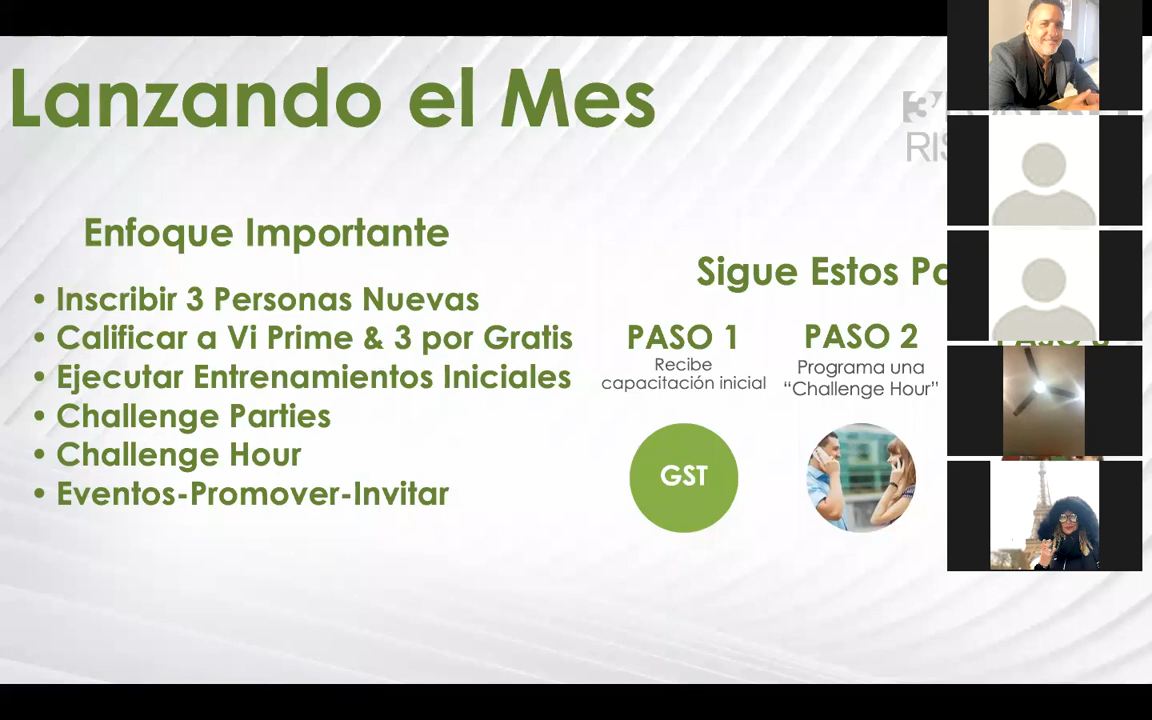 Lanzando el Mes
Enfoque Importante
• Inscribir 3 Personas Nuevas
• Calificar a Vi Prime & 3 por Gratis
• Ejecutar Entrenamientos Iniciales
• Challenge Parties
• Challenge Hour
• Eventos-Promover-Invitar
Sigue Estos
PASO 1
Recibe
capacitación inicial
GST
PASO 2
Programa una
“Challenge Hour”